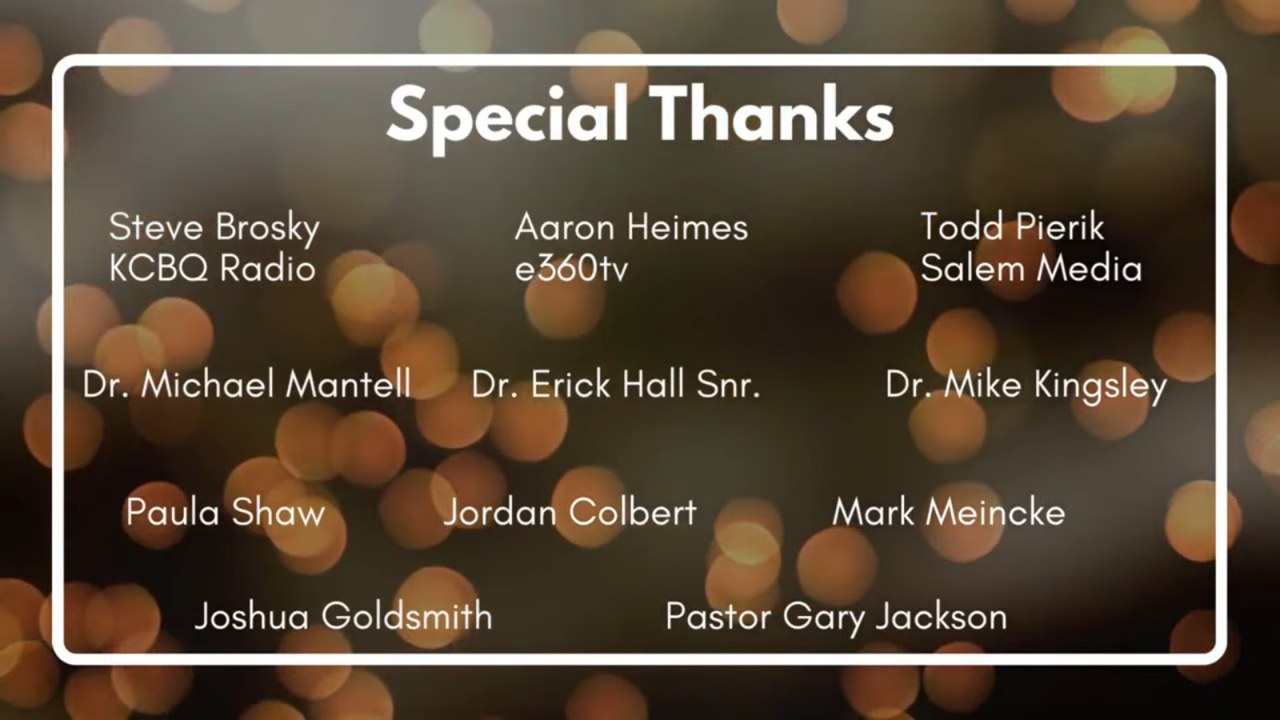 Special Thanks
Steve Brosky
KCBQ Radio
Aaron Heimes
e360tv
Todd Pierik
Salem Media
Dr. Michael Mantell
Dr. Erick Hall Snr.
Dr. Mike Kingsley
Paula Shaw
Jordan Colbert
Mark Meincke
Joshua Goldsmith
Pastor Gary Jackson